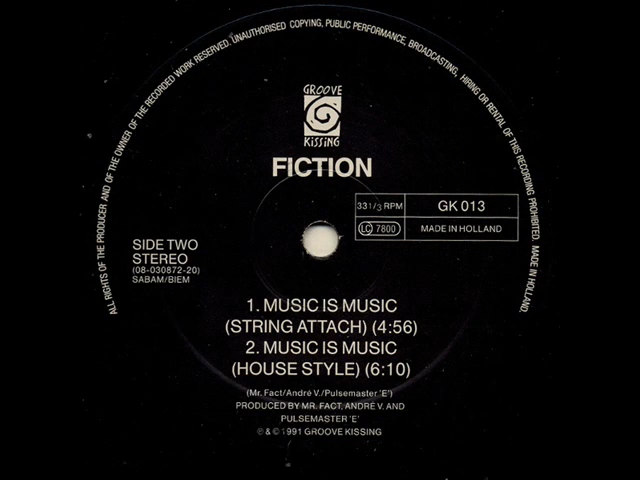 ALL RIGHTS OF THE PRODUCER AND OF THE OWNER OF THE RECORDED WORK RESERVED. UNAUTHORISED COPYING, PUBLIC PERFORMANCE, BROADCASTING, HIRING OR RENTAL OF THIS RECORDING PROHIBITED. MADE IN HOLLAND.
GROOVE
KISSING
FICTION
33 1/3 RPM GK 013
LC 7800 MADE IN HOLLAND
SIDE TWO
STEREO
(08-030872-20)
SABAM/BIEM
1. MUSIC IS MUSIC
(STRING ATTACH) (4:56)
2. MUSIC IS MUSIC
(HOUSE STYLE) (6:10)
(Mr. Fact/André V./Pulsemaster 'E')
PRODUCED BY MR. FACT, ANDRÉ V. AND
PULSEMASTER 'E'
℗ & © 1991 GROOVE KISSING